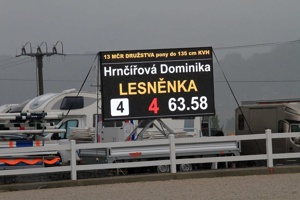 13 MČR DRUŽSTVA pony do 135 cm KVH
Hrnčířová Dominika
LESNĚNKA
4 4 63.58